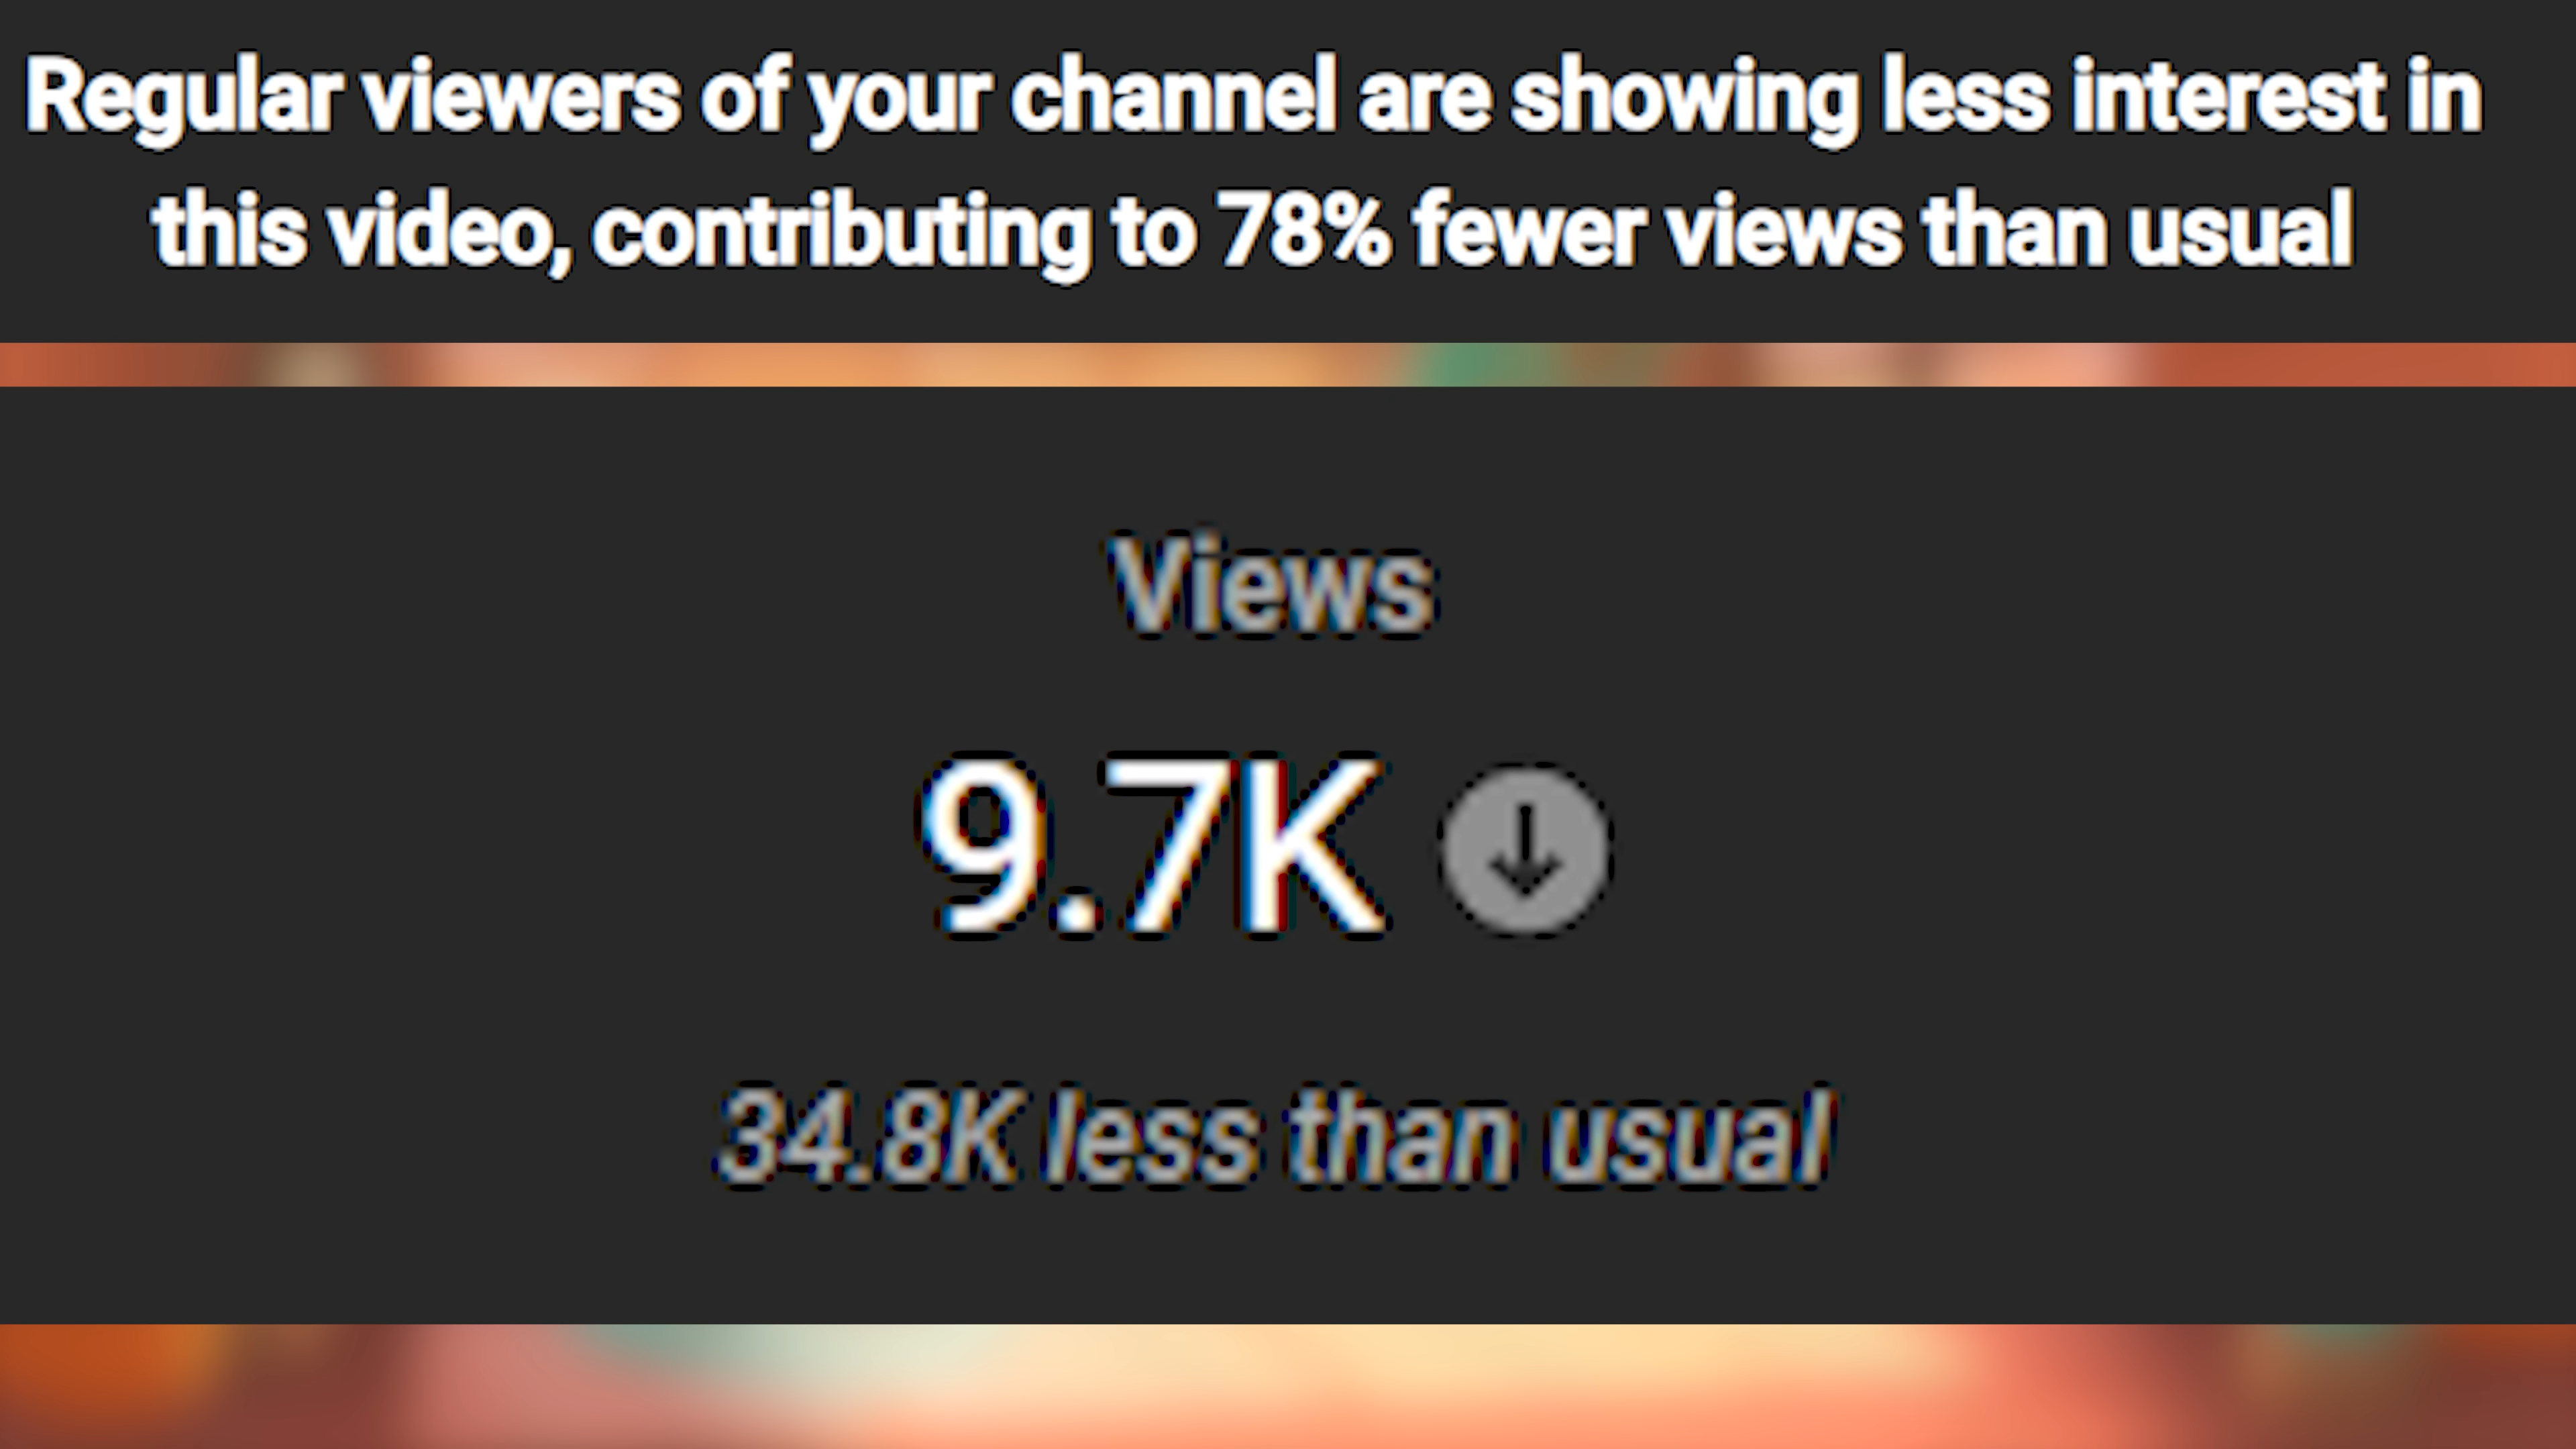 Regular viewers of your channel are showing less interest in
this video, contributing to 78% fewer views than usual
Views
9.7K
34.8K less than usual